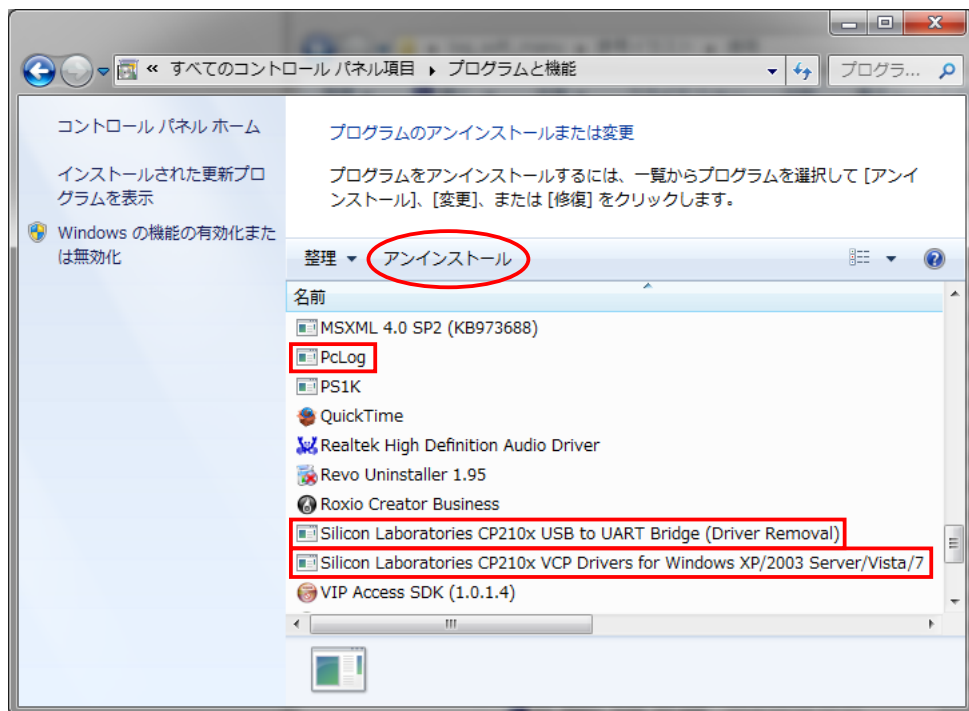 « すべてのコントロール パネル項目 ▸ プログラムと機能
プログラ...
コントロール パネル ホーム
インストールされた更新プロ
グラムを表示
Windows の機能の有効化また
は無効化
プログラムのアンインストールまたは変更
プログラムをアンインストールするには、一覧からプログラムを選択して [アンイ
ンストール]、[変更]、または [修復] をクリックします。
整理 アンインストール
名前
MSXML 4.0 SP2 (KB973688)
PcLog
PS1K
QuickTime
Realtek High Definition Audio Driver
Revo Uninstaller 1.95
Roxio Creator Business
Silicon Laboratories CP210x USB to UART Bridge (Driver Removal)
Silicon Laboratories CP210x VCP Drivers for Windows XP/2003 Server/Vista/7
VIP Access SDK (1.0.1.4)